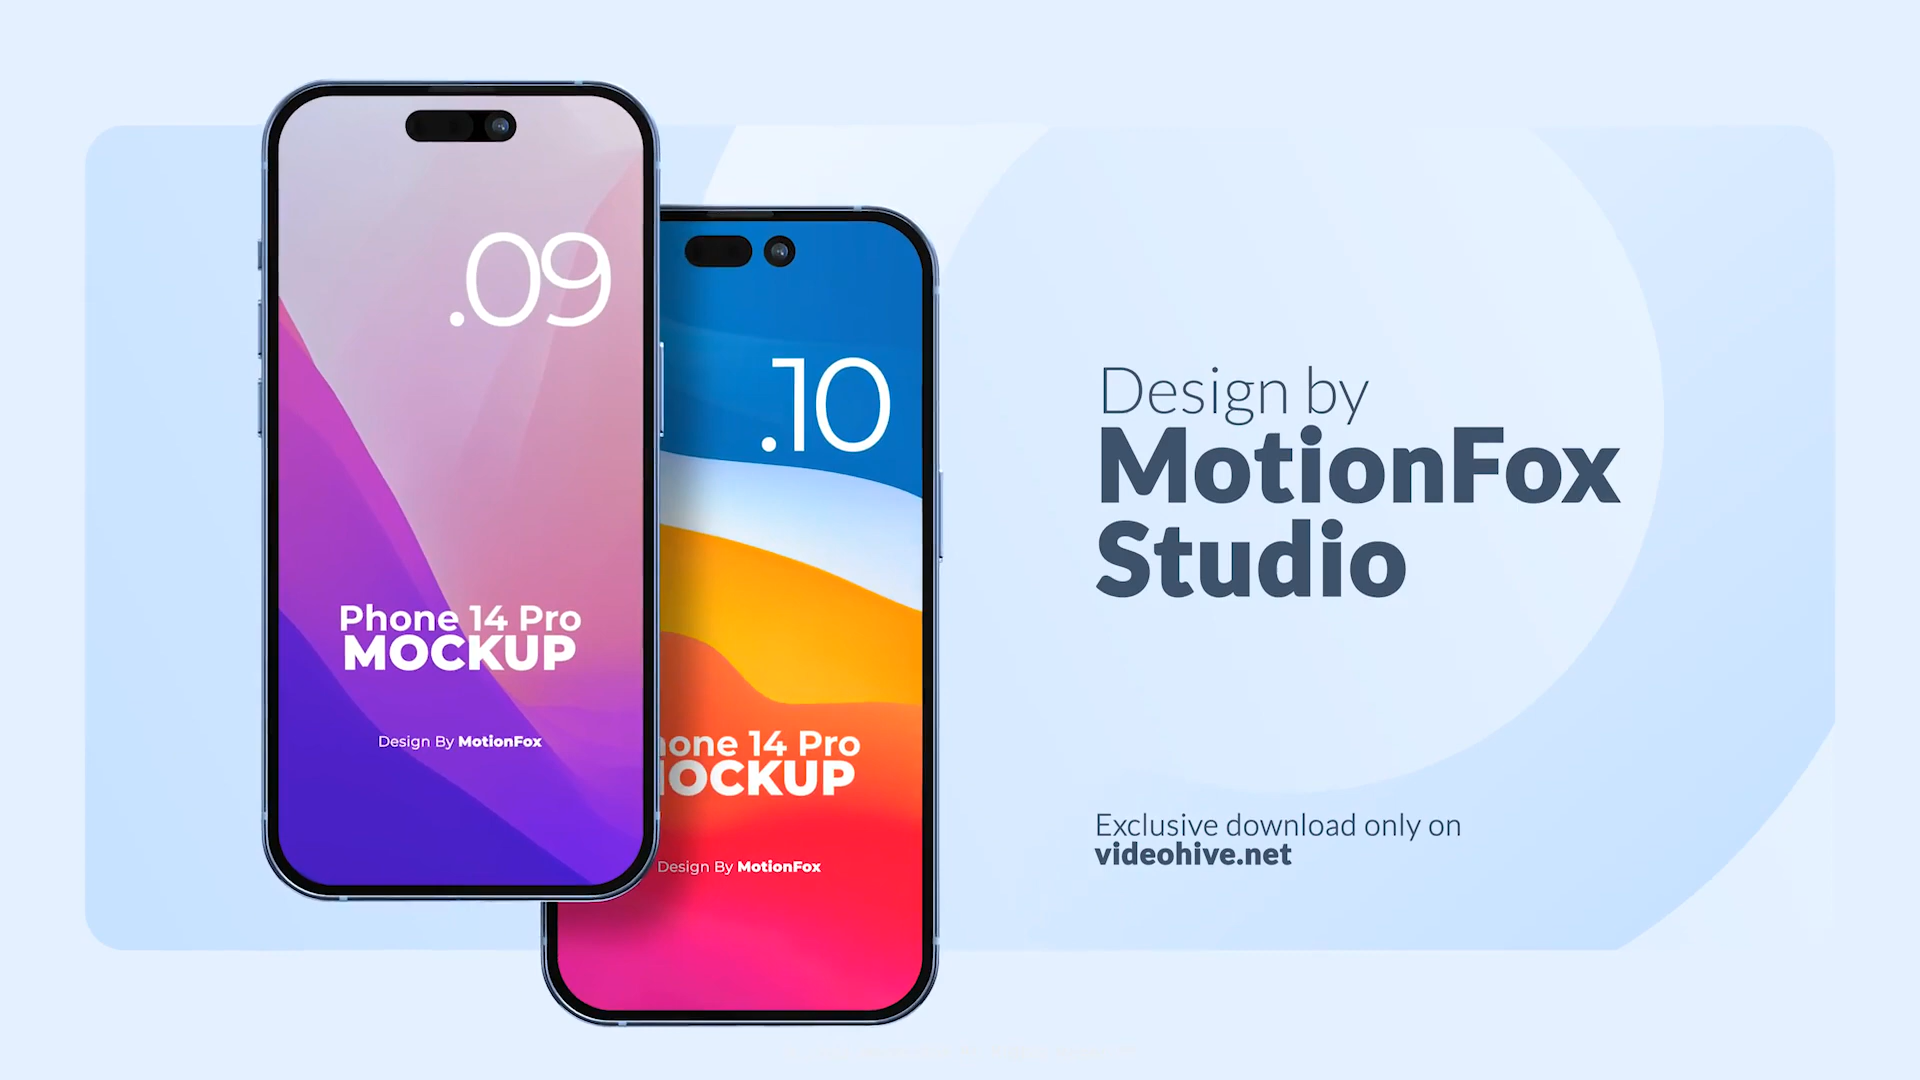 .09
Phone 14 Pro
MOCKUP
Design By MotionFox
.10
hone 14 Pro
OCKUP
Design By MotionFox
Design by
MotionFox
Studio
Exclusive download only on
videohive.net